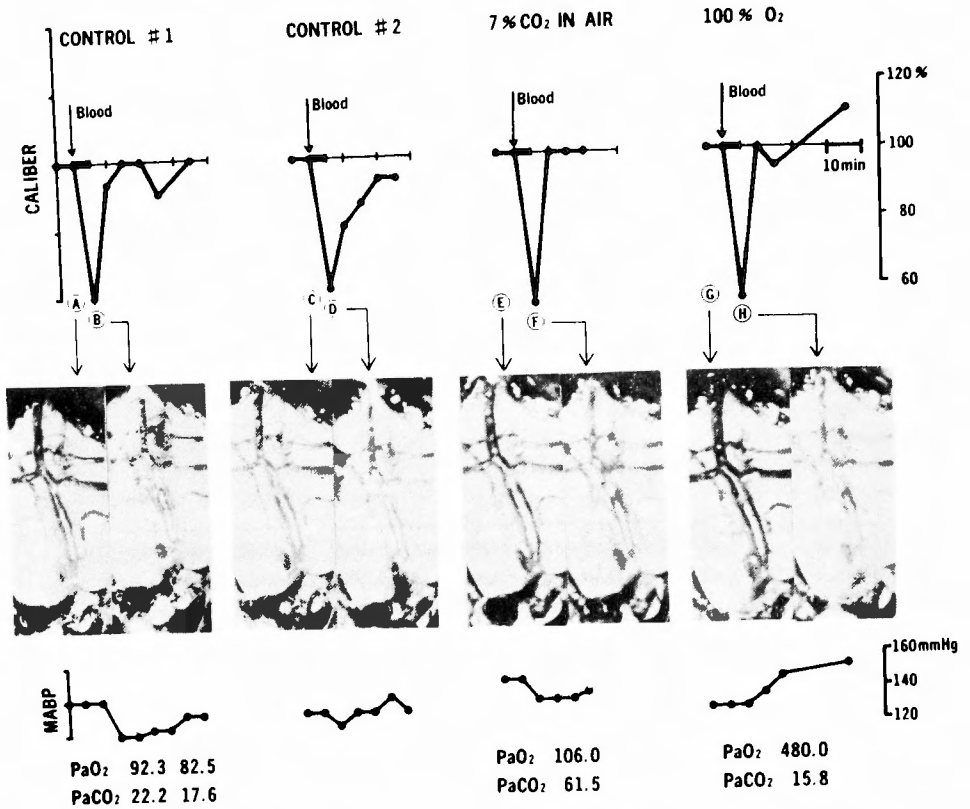 CONTROL #1
CONTROL #2
7% CO₂ IN AIR
100% O₂
Blood
Blood
Blood
Blood
CALIBER
120%
100
80
60
10min
A
B
C
D
E
F
G
H
MABP
160mmHg
140
120
PaO₂ 92.3 82.5
PaCO₂ 22.2 17.6
PaO₂ 106.0
PaCO₂ 61.5
PaO₂ 480.0
PaCO₂ 15.8